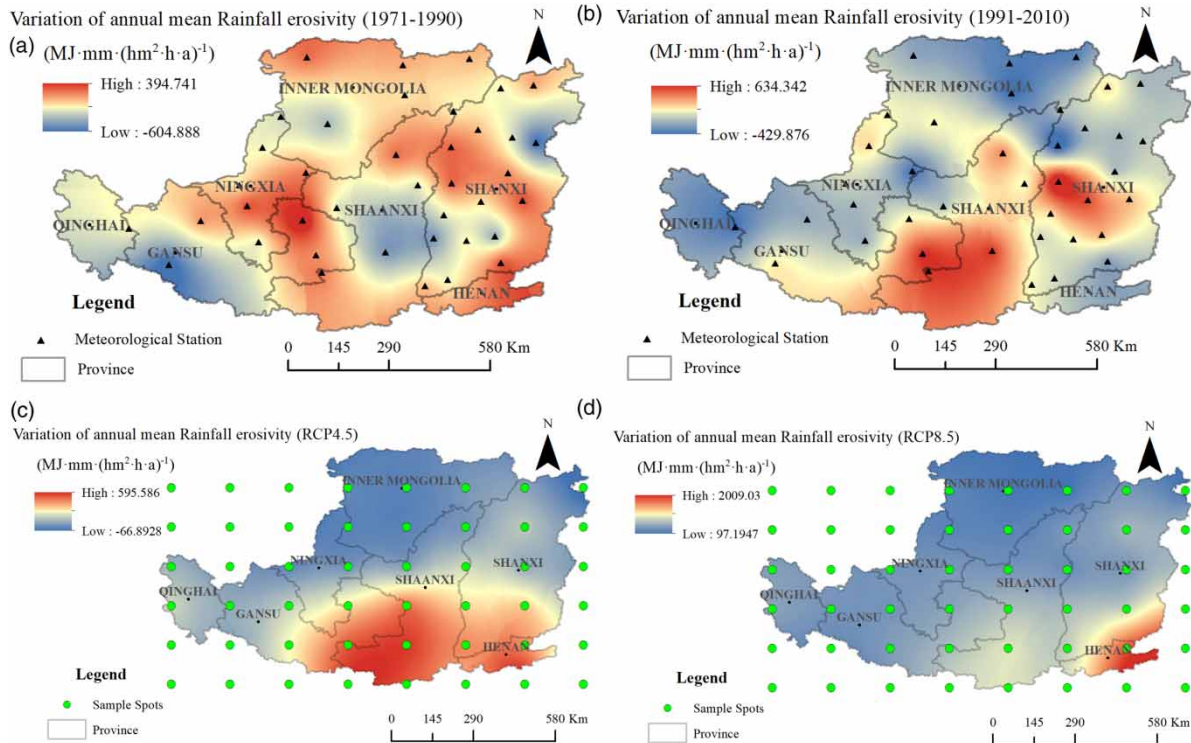 Variation of annual mean Rainfall erosivity (1971-1990)
(a)
(MJ·mm·(hm²·h·a)⁻¹
High : 394.741
Low : -604.888
N
INNER MONGOLIA
NINGXIA
SHANXI
SHAANXI
QINGHAI
GANSU
HENAN
Legend
Meteorological Station
Province
0 145 290 580 Km
Variation of annual mean Rainfall erosivity (1991-2010)
(b)
(MJ·mm·(hm²·h·a)⁻¹
High : 634.342
Low : -429.876
N
INNER MONGOLIA
NINGXIA
SHANXI
SHAANXI
QINGHAI
GANSU
HENAN
Legend
Meteorological Station
Province
0 145 290 580 Km
(c)
Variation of annual mean Rainfall erosivity (RCP4.5)
(MJ·mm·(hm²·h·a)⁻¹
High : 595.586
Low : -66.8928
N
INNER MONGOLIA
NINGXIA
SHANXI
SHAANXI
QINGHAI
GANSU
HENAN
Legend
Sample Spots
Province
0 145 290 580 Km
(d)
Variation of annual mean Rainfall erosivity (RCP8.5)
(MJ·mm·(hm²·h·a)⁻¹
High : 2009.03
Low : 97.1947
N
INNER MONGOLIA
NINGXIA
SHANXI
SHAANXI
QINGHAI
GANSU
HENAN
Legend
Sample Spots
Province
0 145 290 580 Km